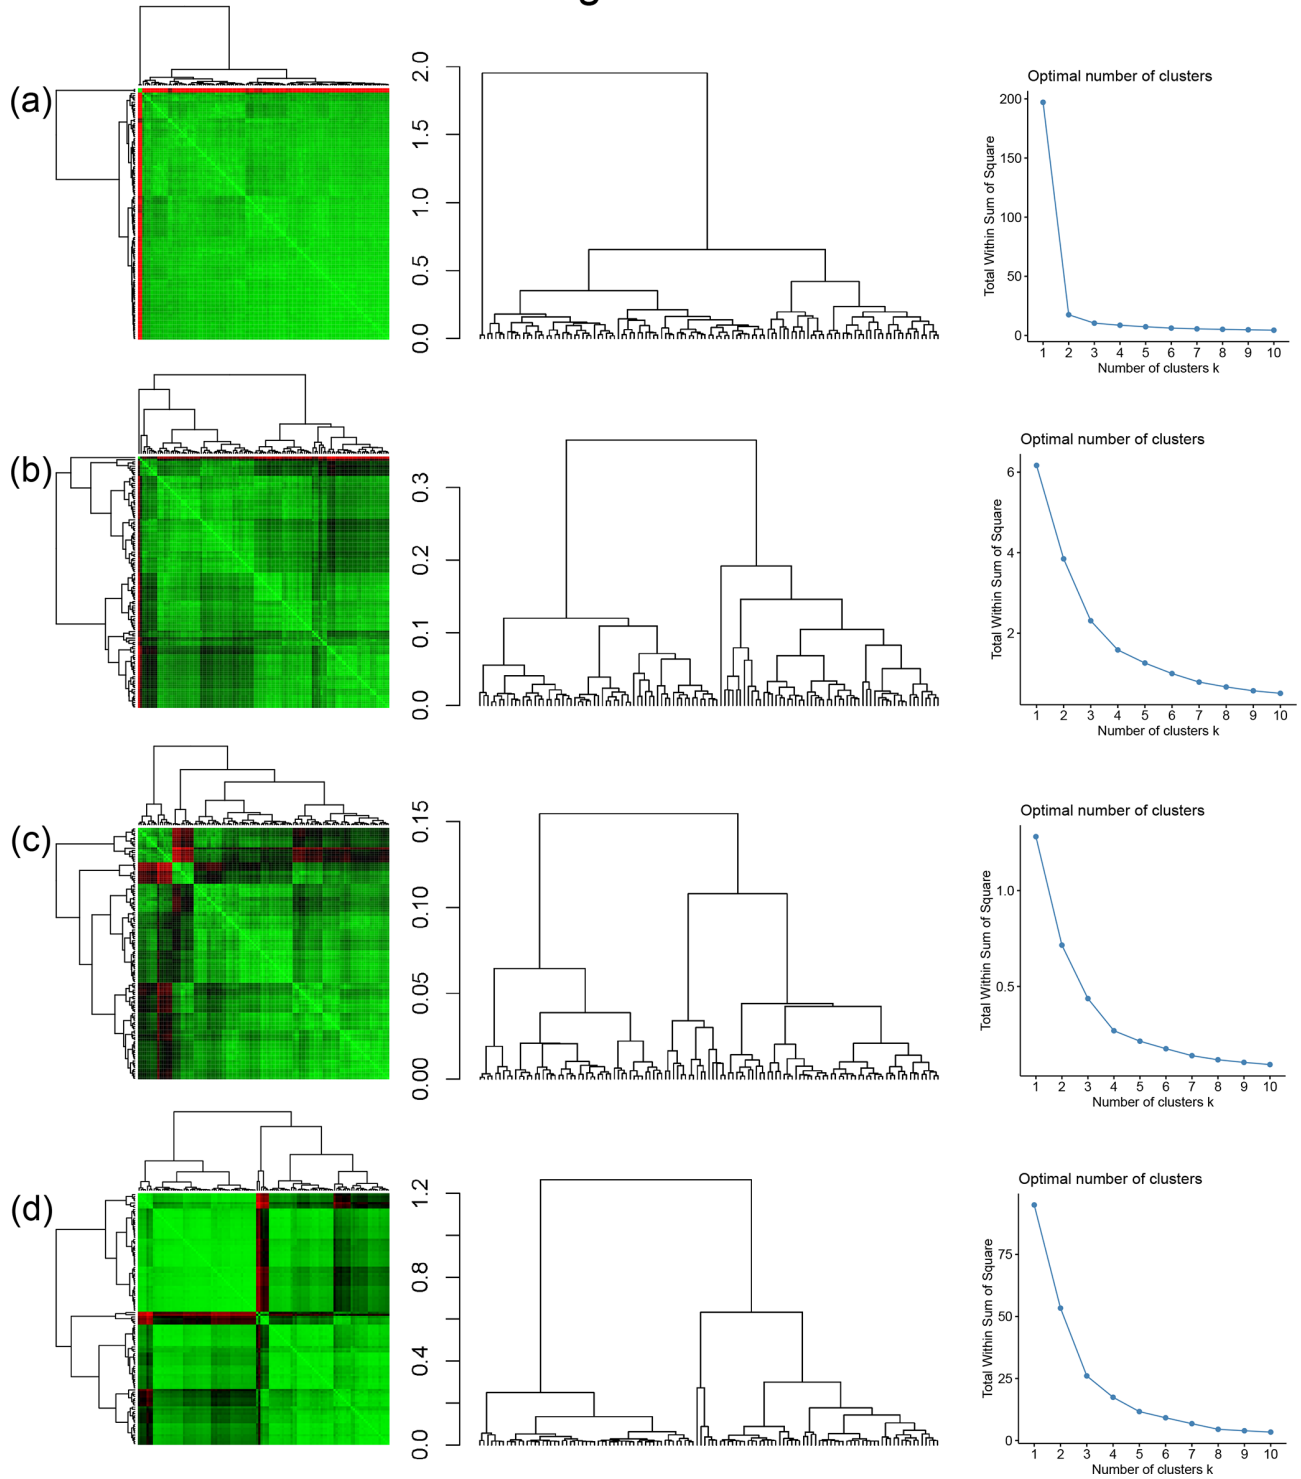 g
(a)
2.0
1.5
1.0
0.5
0.0
Optimal number of clusters
Total Within Sum of Square
200
150
100
50
0
1 2 3 4 5 6 7 8 9 10
Number of clusters k
(b)
0.3
0.2
0.1
0.0
Optimal number of clusters
Total Within Sum of Square
6
4
2
1 2 3 4 5 6 7 8 9 10
Number of clusters k
(c)
0.15
0.10
0.05
0.00
Optimal number of clusters
Total Within Sum of Square
1.0
0.5
1 2 3 4 5 6 7 8 9 10
Number of clusters k
(d)
1.2
0.8
0.4
0.0
Optimal number of clusters
Total Within Sum of Square
75
50
25
0
1 2 3 4 5 6 7 8 9 10
Number of clusters k